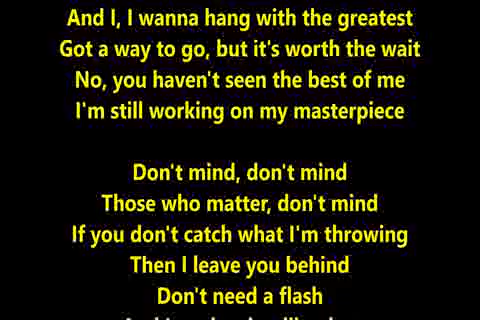 And I, I wanna hang with the greatest
Got a way to go, but it's worth the wait
No, you haven't seen the best of me
I'm still working on my masterpiece
Don't mind, don't mind
Those who matter, don't mind
If you don't catch what I'm throwing
Then I leave you behind
Don't need a flash